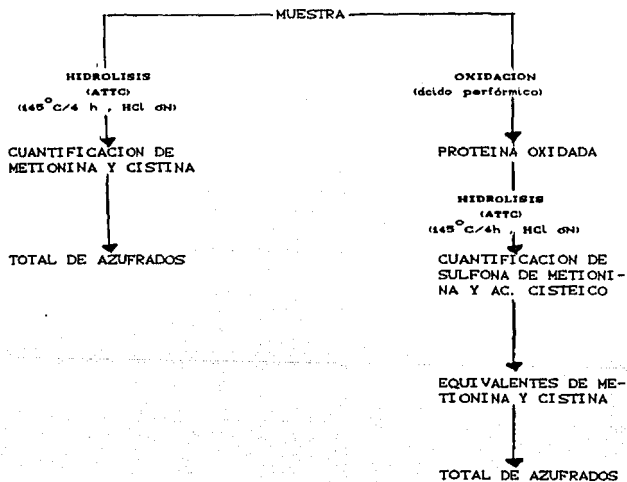 MUESTRA
HIDROLISIS
(ATTC)
(145°C/4 h , HCl 6N)
CUANTIFICACION DE
METIONINA Y CISTINA
TOTAL DE AZUFRADOS
OXIDACION
(ácido perfórmico)
PROTEINA OXIDADA
HIDROLISIS
(ATTC)
(145°C/4h , HCl 6N)
CUANTIFICACION DE
SULFONA DE METIONI-
NA Y AC. CISTEICO
EQUIVALENTES DE ME-
TIONINA Y CISTINA
TOTAL DE AZUFRADOS